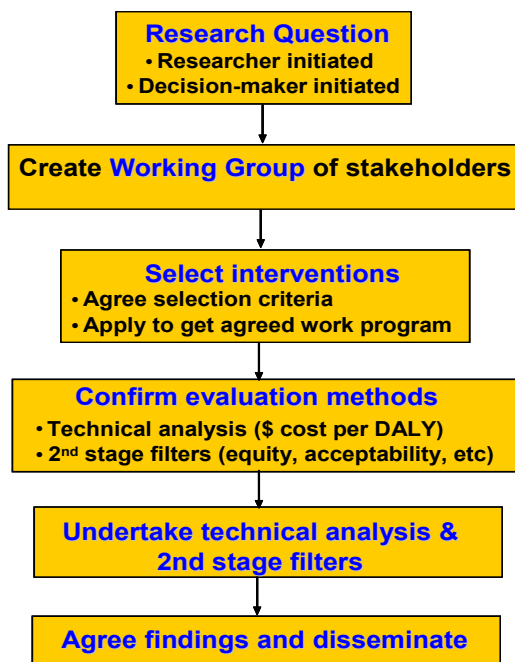 Research Question
• Researcher initiated
• Decision-maker initiated
Create Working Group of stakeholders
Select interventions
• Agree selection criteria
• Apply to get agreed work program
Confirm evaluation methods
• Technical analysis ($ cost per DALY)
• 2nd stage filters (equity, acceptability, etc)
Undertake technical analysis &
2nd stage filters
Agree findings and disseminate